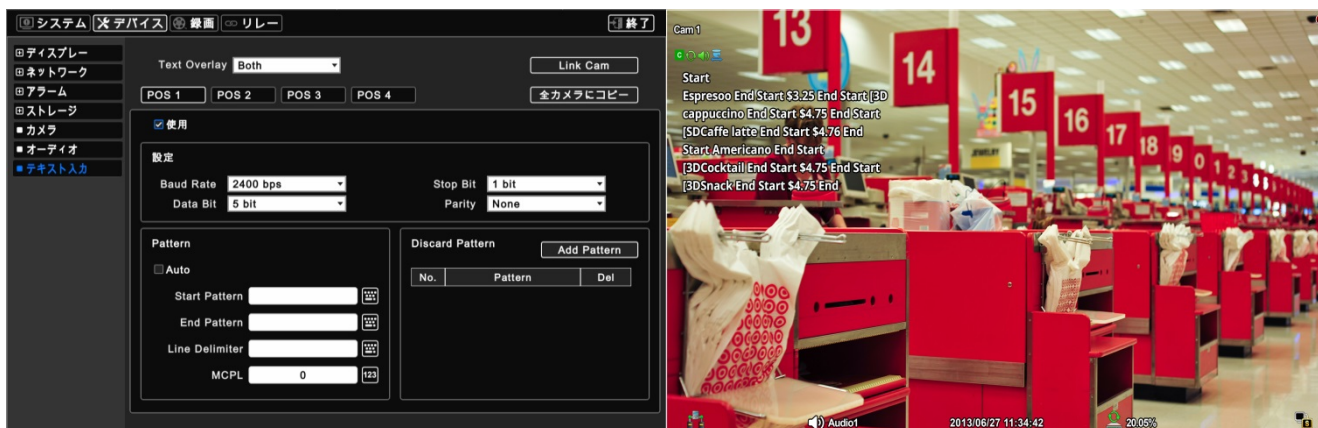 システム デバイス 録画 リレー 終了
ディスプレー
ネットワーク
アラーム
ストレージ
カメラ
オーディオ
テキスト入力
Text Overlay Both Link Cam
POS 1 POS 2 POS 3 POS 4 全カメラにコピー
使用
設定
Baud Rate 2400 bps Stop Bit 1 bit
Data Bit 5 bit Parity None
Pattern
Auto
Start Pattern
End Pattern
Line Delimiter
MCPL 0 123
Discard Pattern Add Pattern
No. Pattern Del
Cam 1
Start
Espresoo End Start $3.25 End Start [3D
cappuccino End Start $4.75 End Start
[SDCaffe latte End Start $4.76 End
Start Americano End Start
[3DCocktail End Start $4.75 End Start
[3DSnack End Start $4.75 End
13
14
15
16
17
18
JEWELRY
Audio1 2013/06/27 11:34:42 20.05%